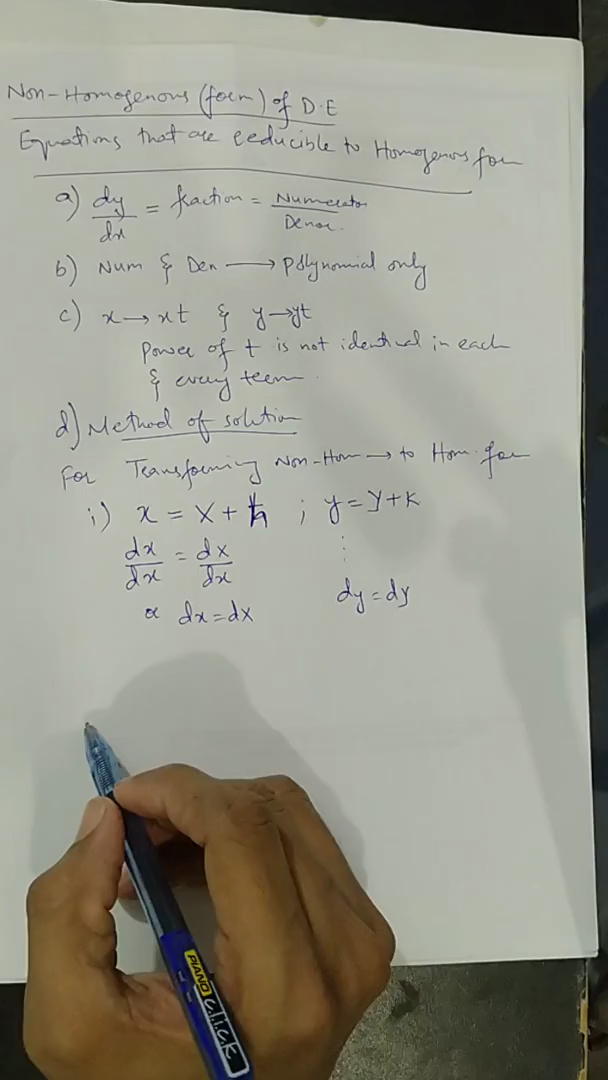 Non-Homogenous (form) of D.E
Equations that are reducible to Homogenous form
a) dy/dx = fraction = Numerator/Denor.
b) Num & Den → polynomial only
c) x → xt & y → yt
Power of t is not identical in each
& every term.
d) Method of solution
For Transforming Non-Hom → to Hom. form
i) x = X + h ; y = Y + K
dx/dx = dX/dx
or dx = dX dy = dY
PIANO
click